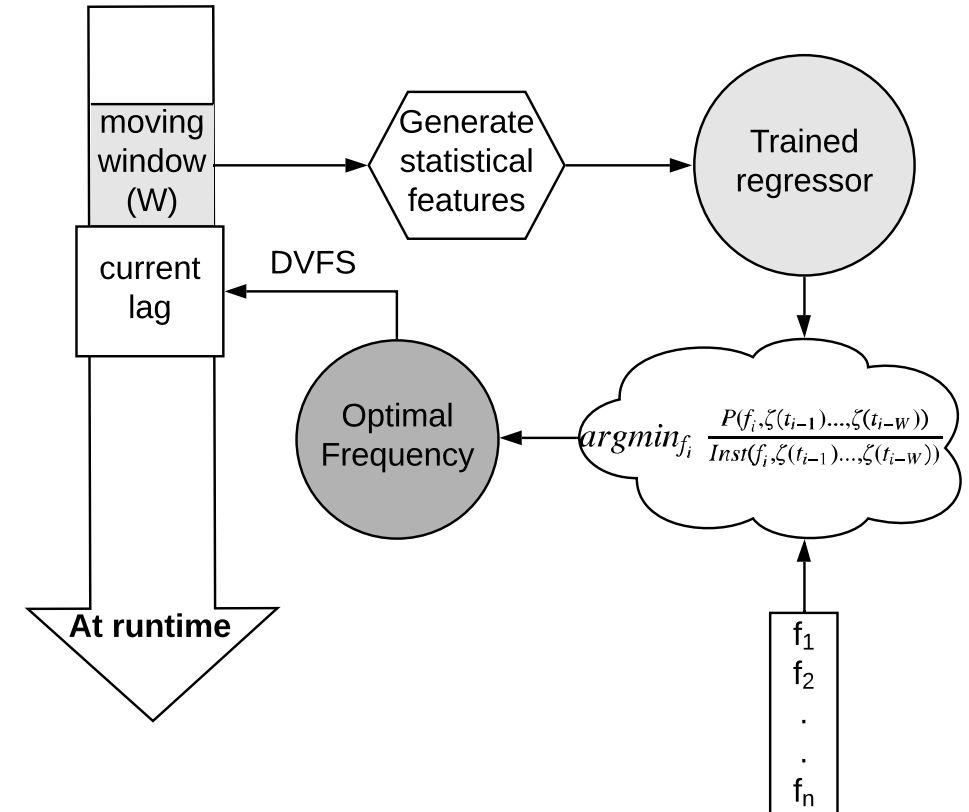 moving
window
(W)
Generate
statistical
features
Trained
regressor
current
lag
DVFS
Optimal
Frequency
argmin_{f_i} \frac{P(f_i,ζ(t_{i−1})...,ζ(t_{i−W}))}{Inst(f_i,ζ(t_{i−1})...,ζ(t_{i−W}))}
At runtime
f₁
f₂
.
.
fₙ